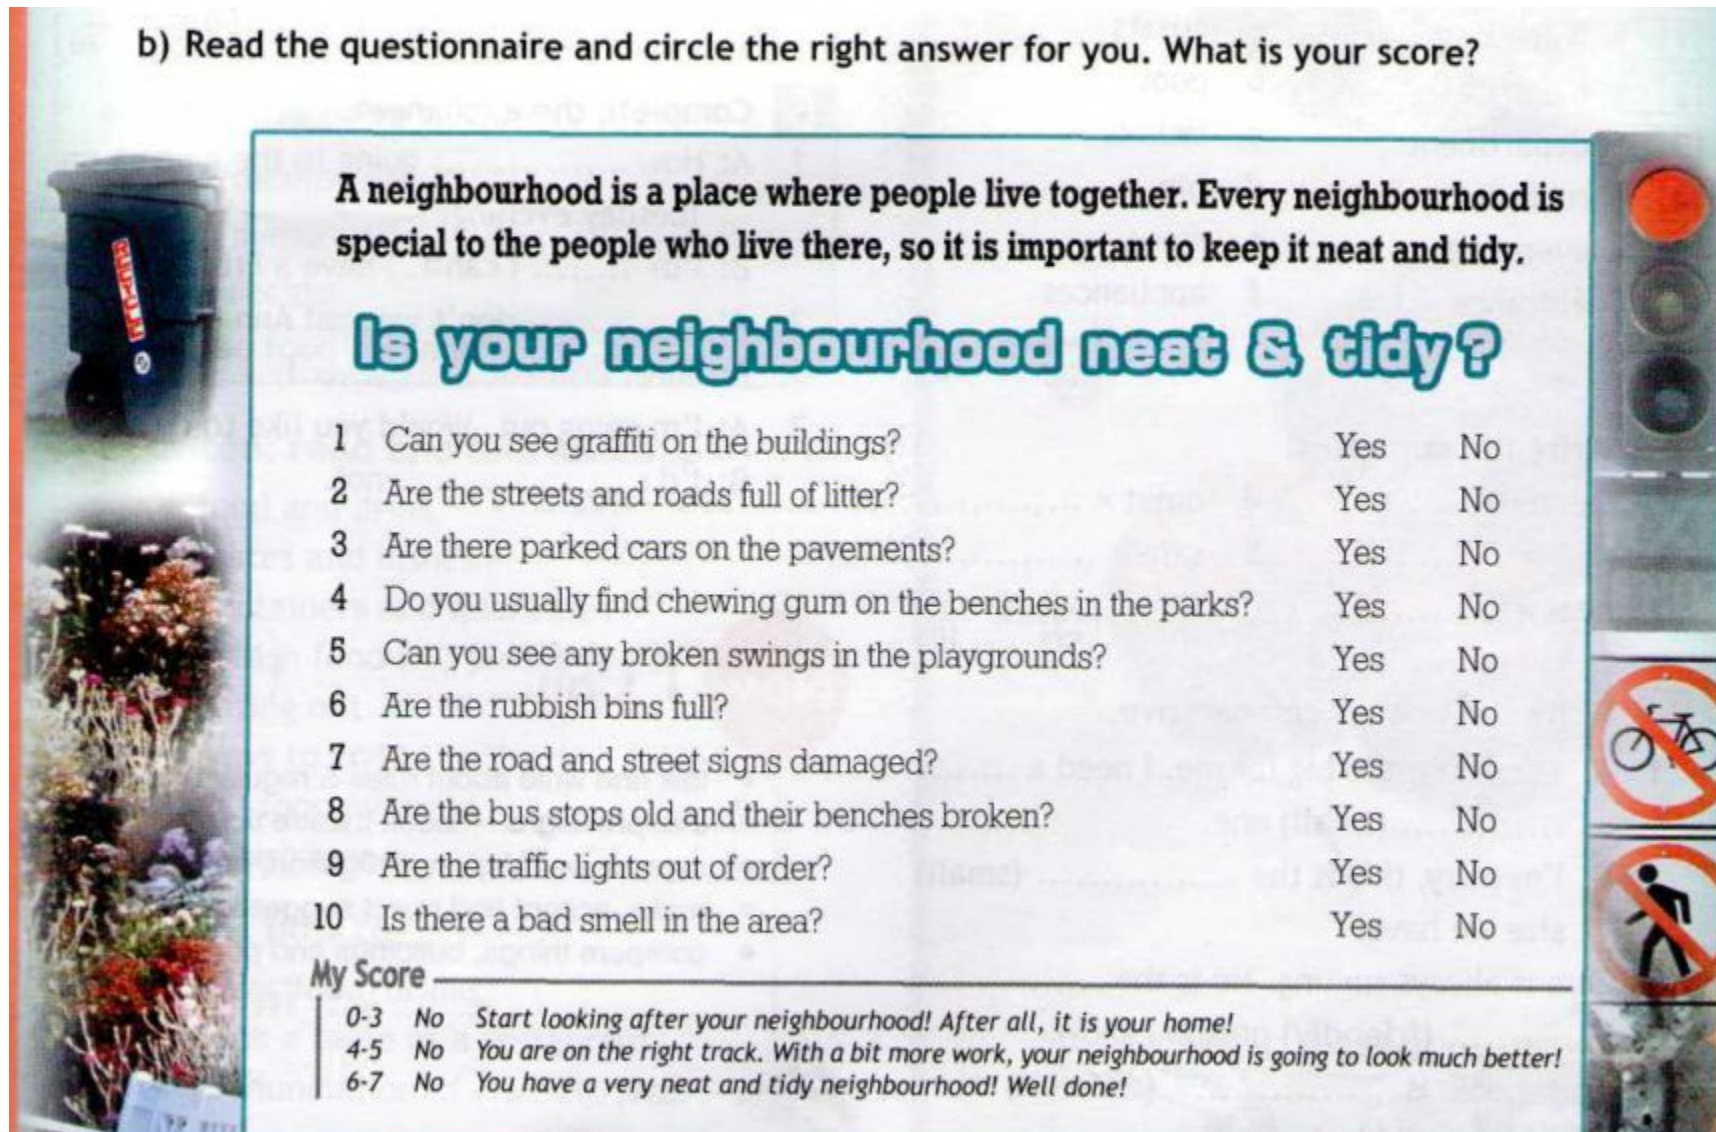 b) Read the questionnaire and circle the right answer for you. What is your score?
A neighbourhood is a place where people live together. Every neighbourhood is
special to the people who live there, so it is important to keep it neat and tidy.
Is your neighbourhood neat & tidy?
1 Can you see graffiti on the buildings? Yes No
2 Are the streets and roads full of litter? Yes No
3 Are there parked cars on the pavements? Yes No
4 Do you usually find chewing gum on the benches in the parks? Yes No
5 Can you see any broken swings in the playgrounds? Yes No
6 Are the rubbish bins full? Yes No
7 Are the road and street signs damaged? Yes No
8 Are the bus stops old and their benches broken? Yes No
9 Are the traffic lights out of order? Yes No
10 Is there a bad smell in the area? Yes No
My Score
0-3 No Start looking after your neighbourhood! After all, it is your home!
4-5 No You are on the right track. With a bit more work, your neighbourhood is going to look much better!
6-7 No You have a very neat and tidy neighbourhood! Well done!
RECYCLE